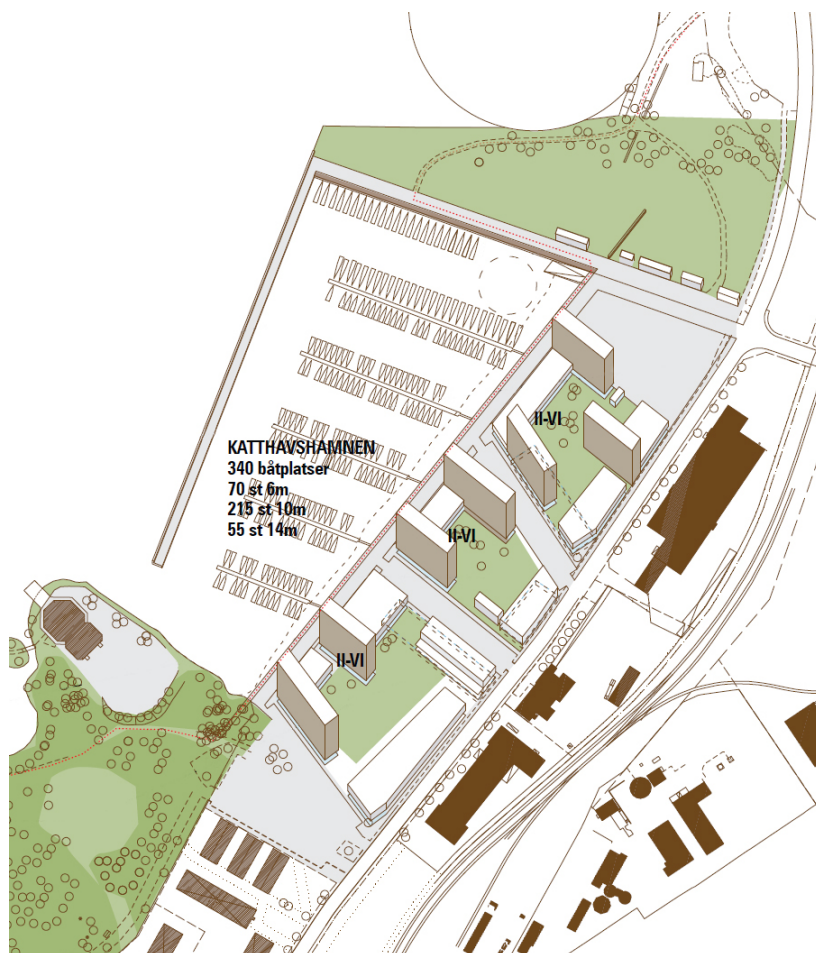 II-VI
KATTHAVSHAMNEN
340 båtplatser
70 st 6m
215 st 10m
55 st 14m
II-VI
II-VI